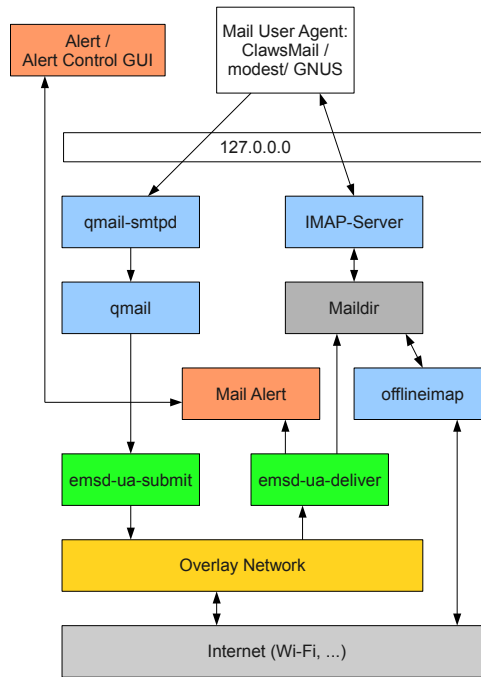 Alert /
Alert Control GUI
Mail User Agent:
ClawsMail /
modest/ GNUS
127.0.0.0
qmail-smtpd
IMAP-Server
qmail
Maildir
Mail Alert
offlineimap
emsd-ua-submit
emsd-ua-deliver
Overlay Network
Internet (Wi-Fi, ...)